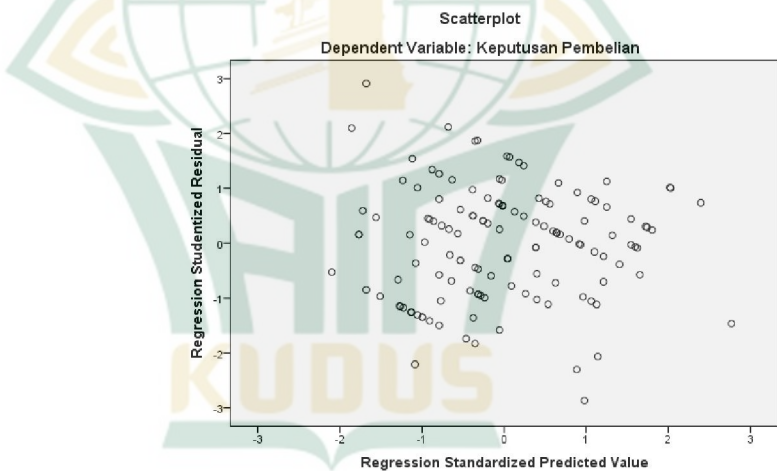 Scatterplot
Dependent Variable: Keputusan Pembelian
Regression Studentized Residual
3
2
1
0
-1
-2
-3
-3
-2
-1
0
1
2
3
Regression Standardized Predicted Value
IAIN
KUDUS